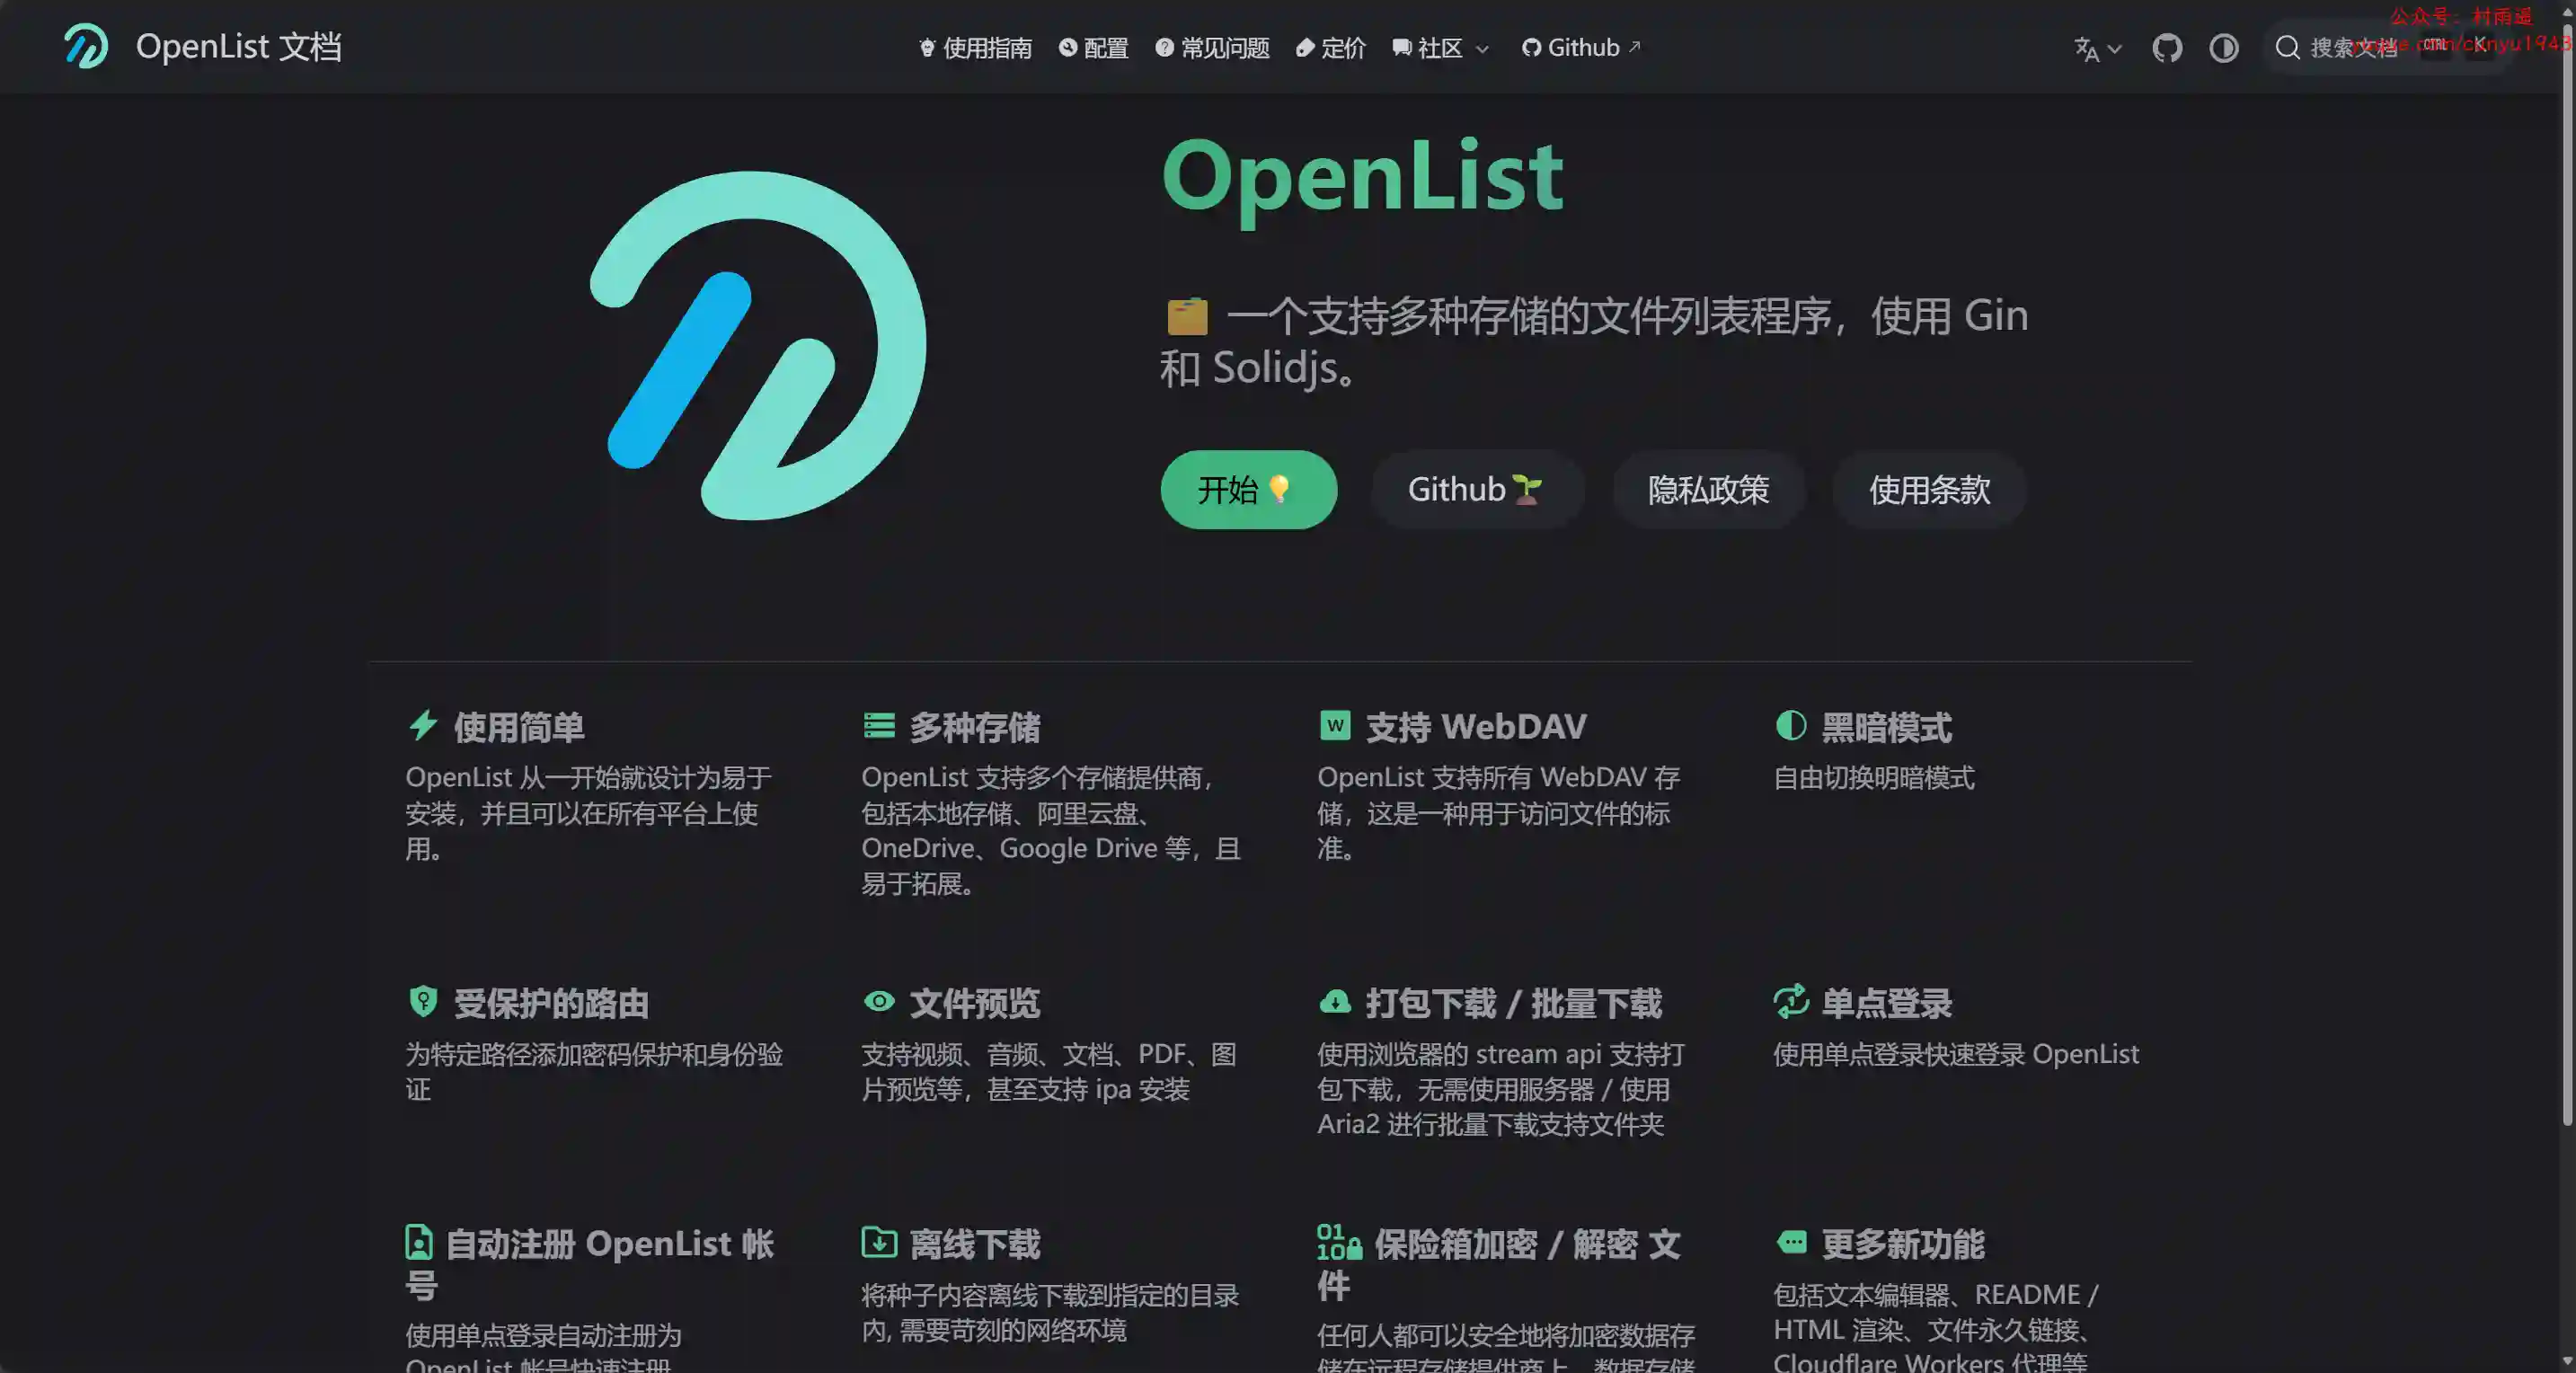 公众号：村雨遥
OpenList 文档
使用指南
配置
常见问题
定价
社区
Github
搜索文档
OpenList
一个支持多种存储的文件列表程序，使用 Gin
和 Solidjs。
开始
Github
隐私政策
使用条款
使用简单
OpenList 从一开始就设计为易于
安装，并且可以在所有平台上使
用。
多种存储
OpenList 支持多个存储提供商，
包括本地存储、阿里云盘、
OneDrive、Google Drive 等，且
易于拓展。
支持 WebDAV
OpenList 支持所有 WebDAV 存
储，这是一种用于访问文件的标
准。
黑暗模式
自由切换明暗模式
受保护的路由
为特定路径添加密码保护和身份验
证
文件预览
支持视频、音频、文档、PDF、图
片预览等，甚至支持 ipa 安装
打包下载 / 批量下载
使用浏览器的 stream api 支持打
包下载，无需使用服务器 / 使用
Aria2 进行批量下载支持文件夹
单点登录
使用单点登录快速登录 OpenList
自动注册 OpenList 帐
号
使用单点登录自动注册为
OpenList 帐号快速注册
离线下载
将种子内容离线下载到指定的目录
内, 需要苛刻的网络环境
保险箱加密 / 解密 文
件
任何人都可以安全地将加密数据存
储在远程存储提供商上，数据存储
更多新功能
包括文本编辑器、README /
HTML 渲染、文件永久链接、
Cloudflare Workers 代理等